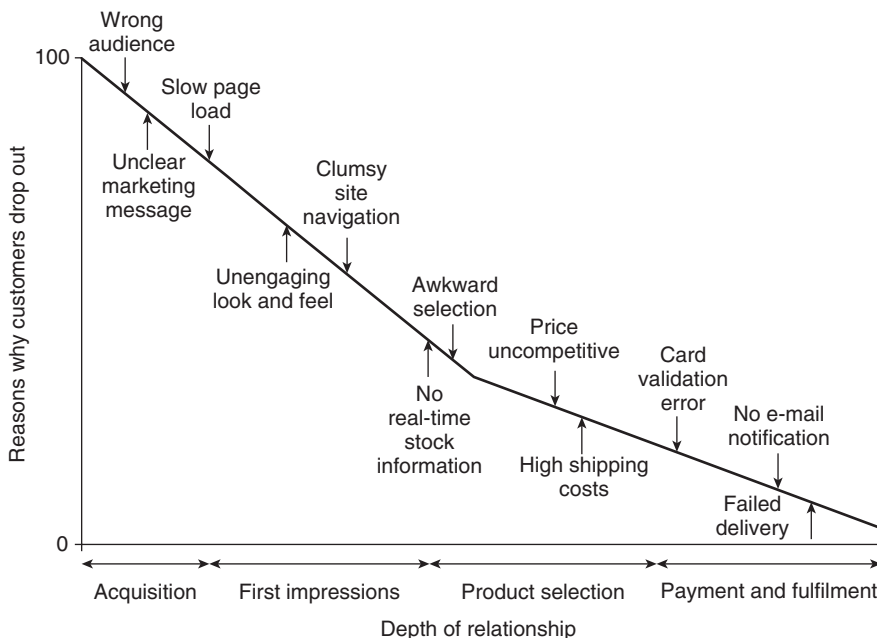 Wrong
audience
100
Slow page
load
Unclear
marketing
message
Clumsy
site
navigation
Unengaging
look and feel
Awkward
selection
Price
uncompetitive
No
real-time
stock
information
Card
validation
error
High shipping
costs
No e-mail
notification
Failed
delivery
0
Reasons why customers drop out
Acquisition
First impressions
Product selection
Payment and fulfilment
Depth of relationship